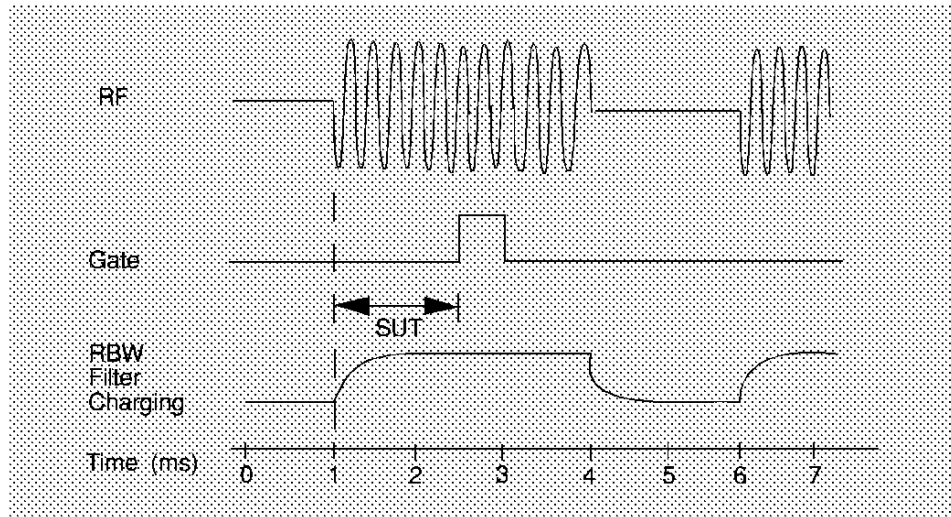 RF
Gate
SUT
RBW
Filter
Charging
Time (ms)
0 1 2 3 4 5 6 7